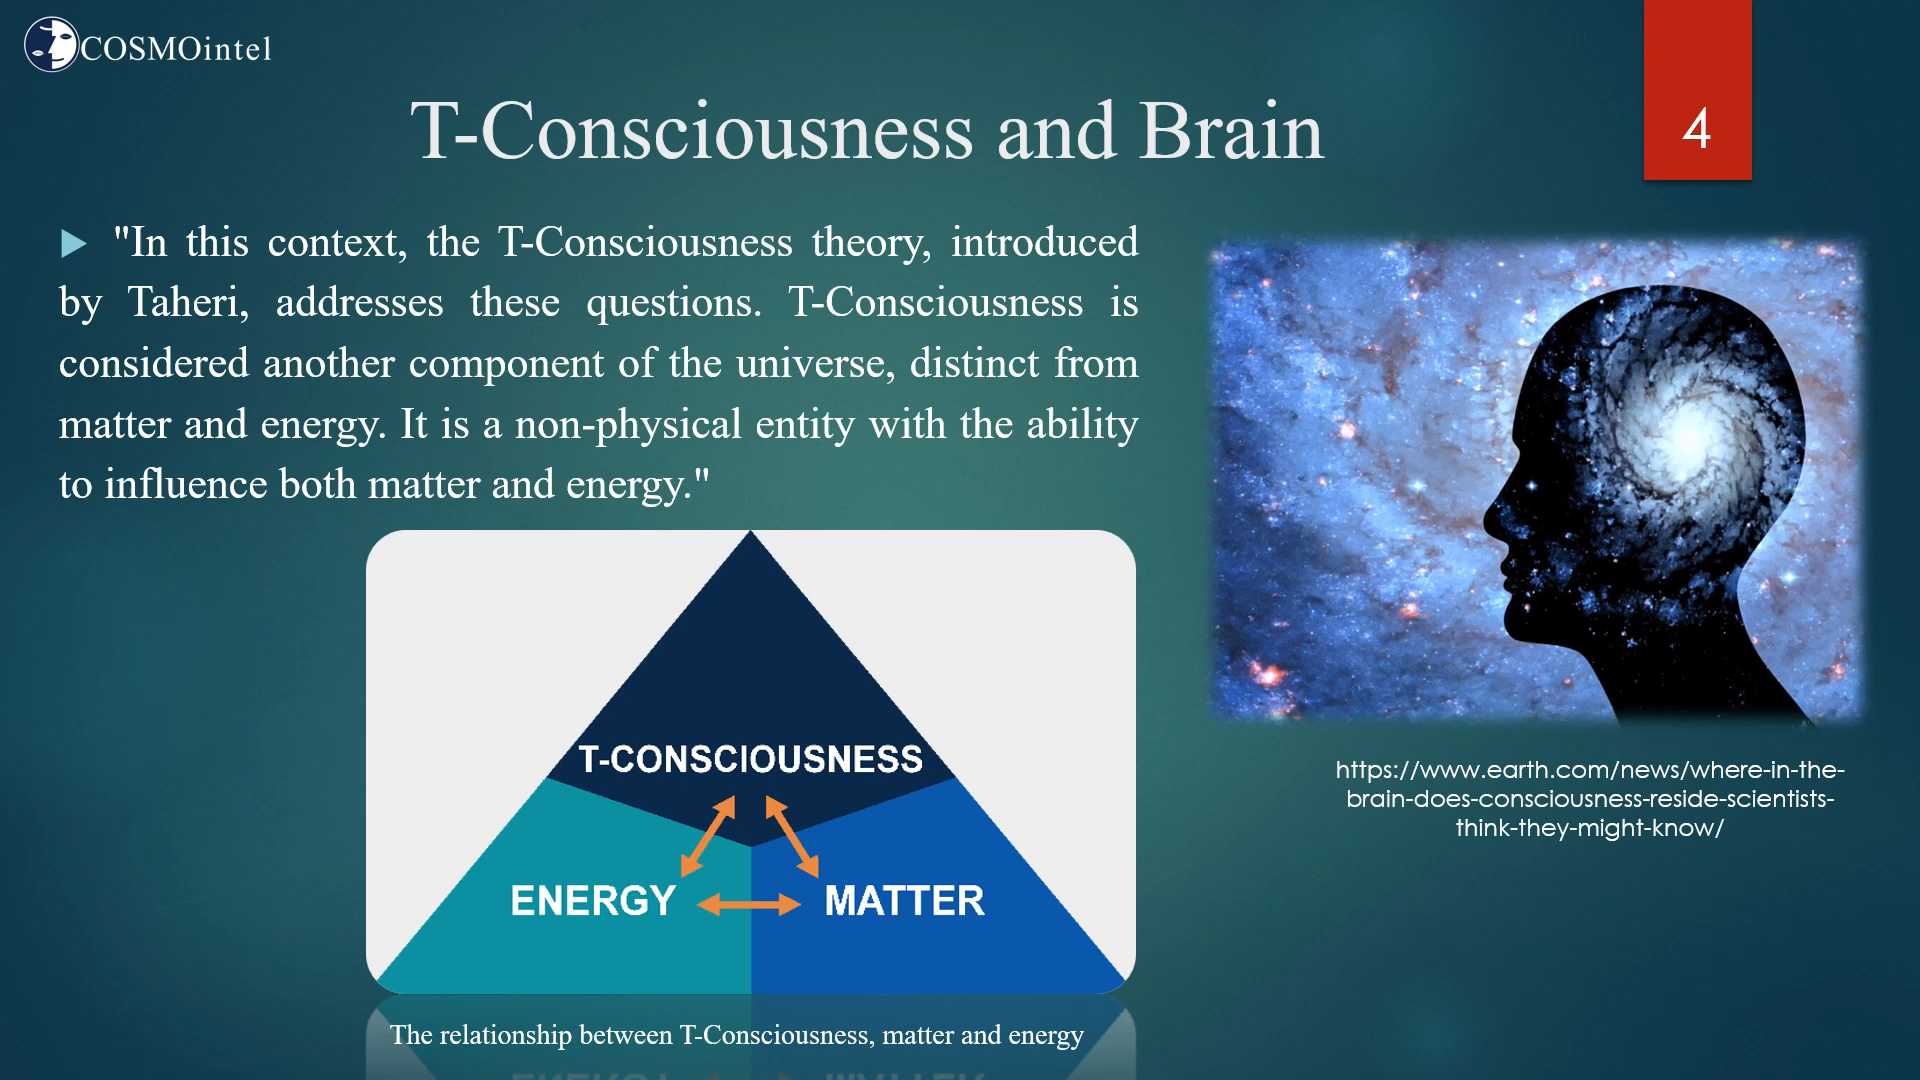 COSMOintel
T-Consciousness and Brain
4
"In this context, the T-Consciousness theory, introduced
by Taheri, addresses these questions. T-Consciousness is
considered another component of the universe, distinct from
matter and energy. It is a non-physical entity with the ability
to influence both matter and energy."
T-CONSCIOUSNESS
ENERGY
MATTER
The relationship between T-Consciousness, matter and energy
https://www.earth.com/news/where-in-the-
brain-does-consciousness-reside-scientists-
think-they-might-know/